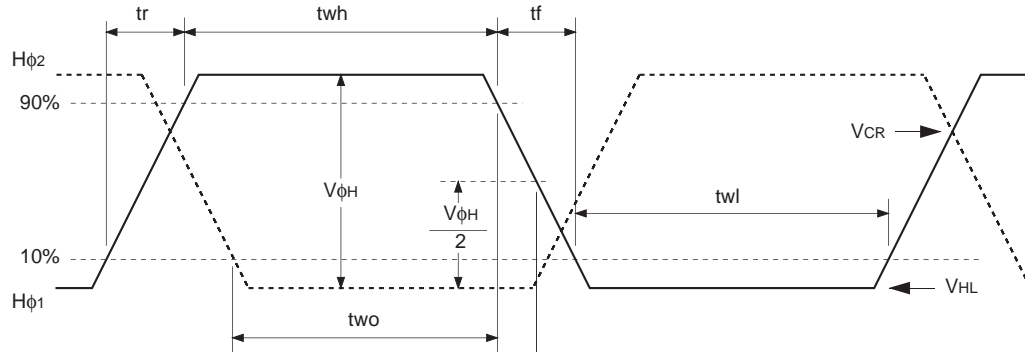 tr
twh
tf
Hϕ2
90%
VCR
VϕH
VϕH
2
twl
10%
Hϕ1
VHL
two